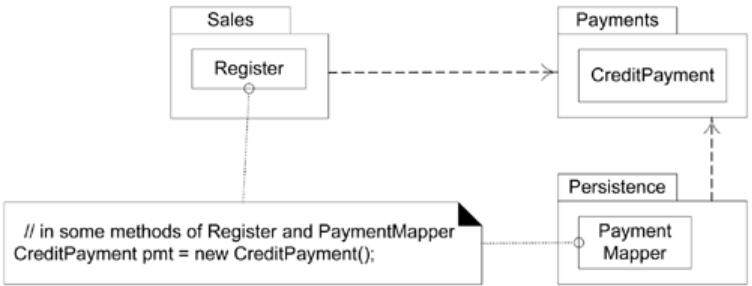 Sales
Register
Payments
CreditPayment
Persistence
Payment
Mapper
// in some methods of Register and PaymentMapper
CreditPayment pmt = new CreditPayment();